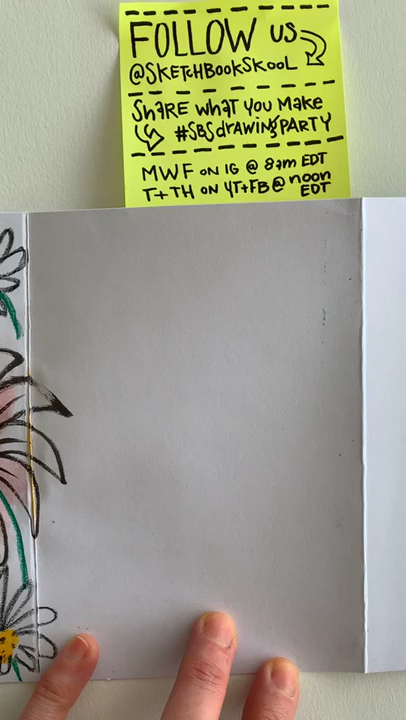 FOLLOW us
@SKETCHBOOKSKOOL
SHARE WHAT YOU MAKE
#SBSdRAWiNgPARTY
MWF ON IG @ 8am EDT
T+TH ON YT+FB @ noon
EDT